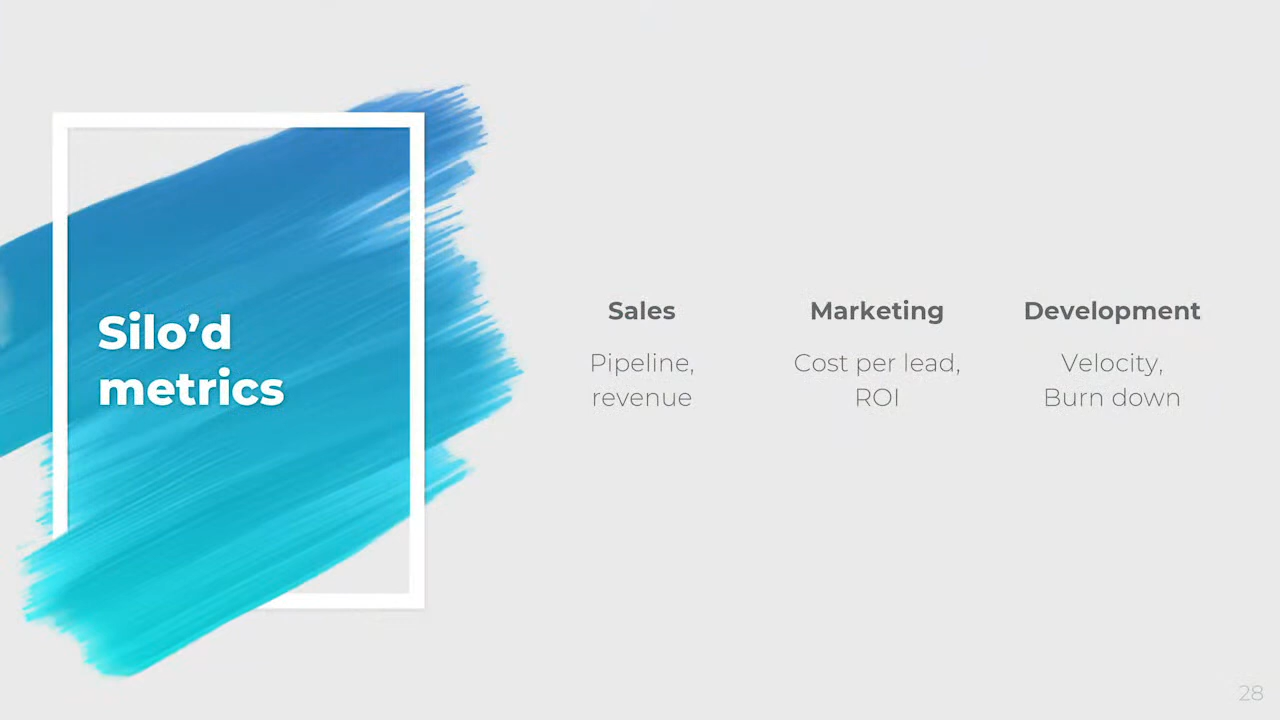 Silo’d
metrics
Sales
Pipeline,
revenue
Marketing
Cost per lead,
ROI
Development
Velocity,
Burn down
28